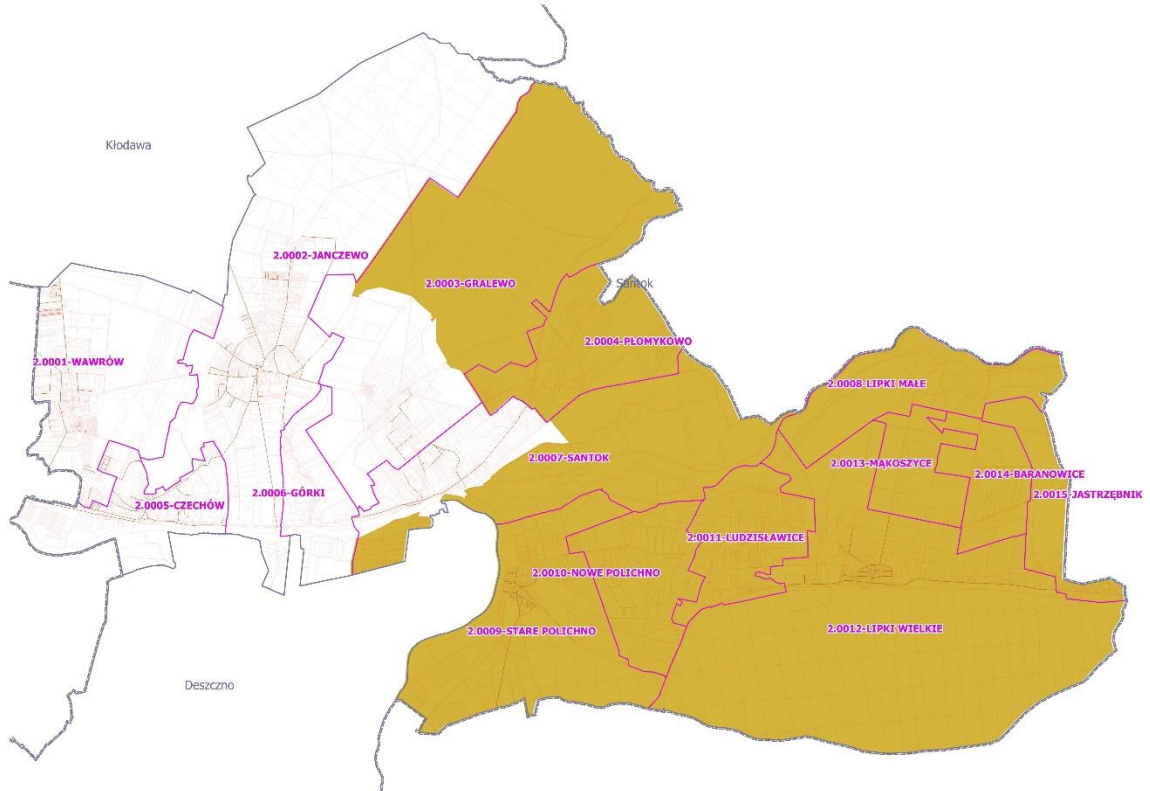 Kłodawa
2.0002-JANCZEWO
2.0003-GRALEWO
Santok
2.0004-PŁOMYKOWO
2.0001-WAWRÓW
2.0008-LIPKI MAŁE
2.0007-SANTOK
2.0013-MĄKOSZYCE
2.0014-BARANOWICE
2.0015-JASTRZĘBNIK
2.0005-CZECHÓW
2.0006-GÓRKI
2.0011-LUDZISŁAWICE
2.0010-NOWE POLICHNO
2.0009-STARE POLICHNO
2.0012-LIPKI WIELKIE
Deszczno